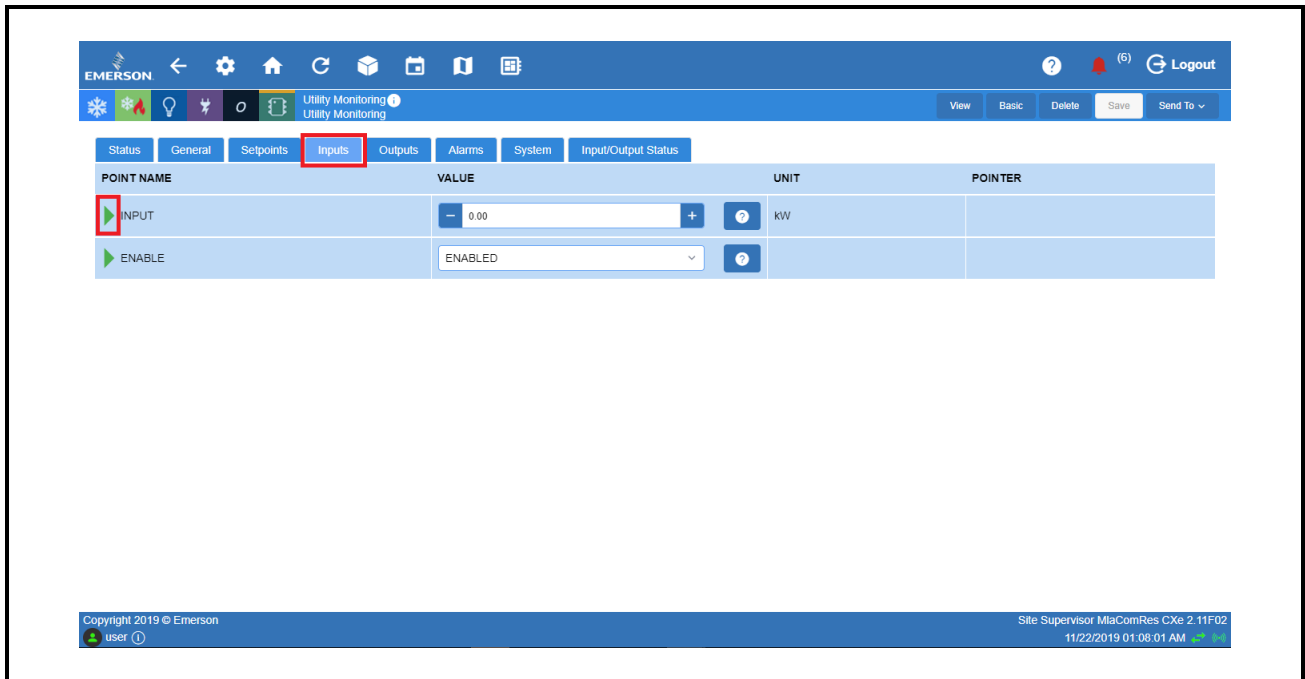 EMERSON
(6) Logout
Utility Monitoring
Utility Monitoring
View Basic Delete Save Send To
Status General Setpoints Inputs Outputs Alarms System Input/Output Status
POINT NAME VALUE UNIT POINTER
INPUT 0.00 kW
ENABLE ENABLED
Copyright 2019 © Emerson Site Supervisor MlaComRes CXe 2.11F02
user 11/22/2019 01:08:01 AM